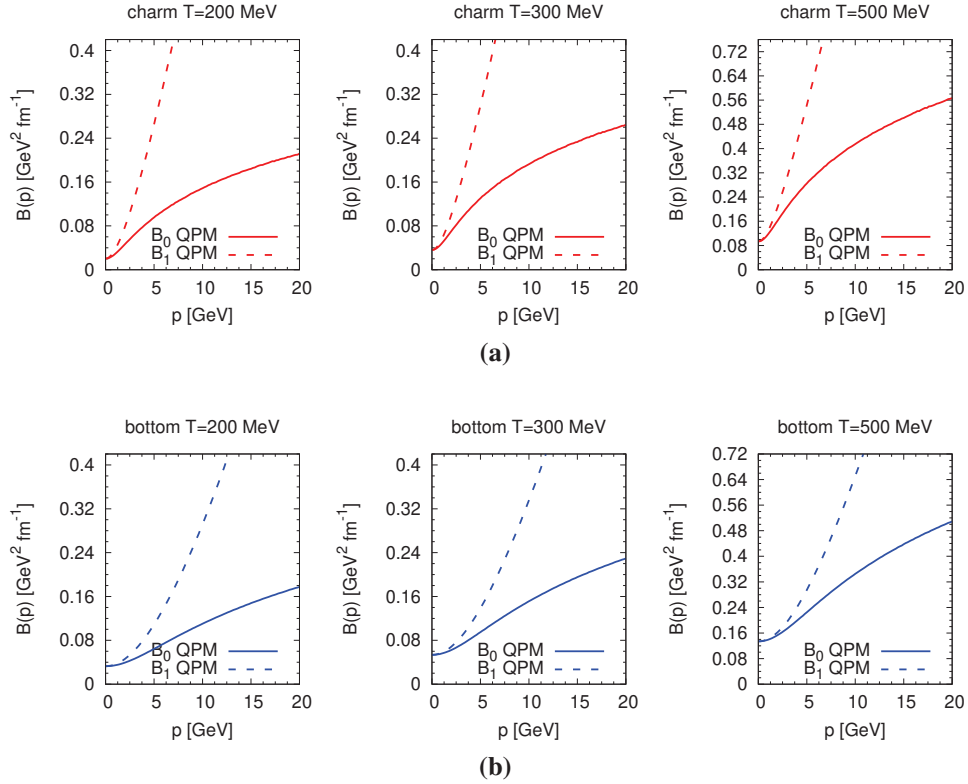 charm T=200 MeV
charm T=300 MeV
charm T=500 MeV
B(p) [GeV² fm⁻¹]
0.4
0.32
0.24
0.16
0.08
0
B₀ QPM
B₁ QPM
0 5 10 15 20
p [GeV]
B(p) [GeV² fm⁻¹]
0.4
0.32
0.24
0.16
0.08
0
B₀ QPM
B₁ QPM
0 5 10 15 20
p [GeV]
B(p) [GeV² fm⁻¹]
0.72
0.64
0.56
0.48
0.4
0.32
0.24
0.16
0.08
0
B₀ QPM
B₁ QPM
0 5 10 15 20
p [GeV]
(a)
bottom T=200 MeV
bottom T=300 MeV
bottom T=500 MeV
B(p) [GeV² fm⁻¹]
0.4
0.32
0.24
0.16
0.08
0
B₀ QPM
B₁ QPM
0 5 10 15 20
p [GeV]
B(p) [GeV² fm⁻¹]
0.4
0.32
0.24
0.16
0.08
0
B₀ QPM
B₁ QPM
0 5 10 15 20
p [GeV]
B(p) [GeV² fm⁻¹]
0.72
0.64
0.56
0.48
0.4
0.32
0.24
0.16
0.08
0
B₀ QPM
B₁ QPM
0 5 10 15 20
p [GeV]
(b)